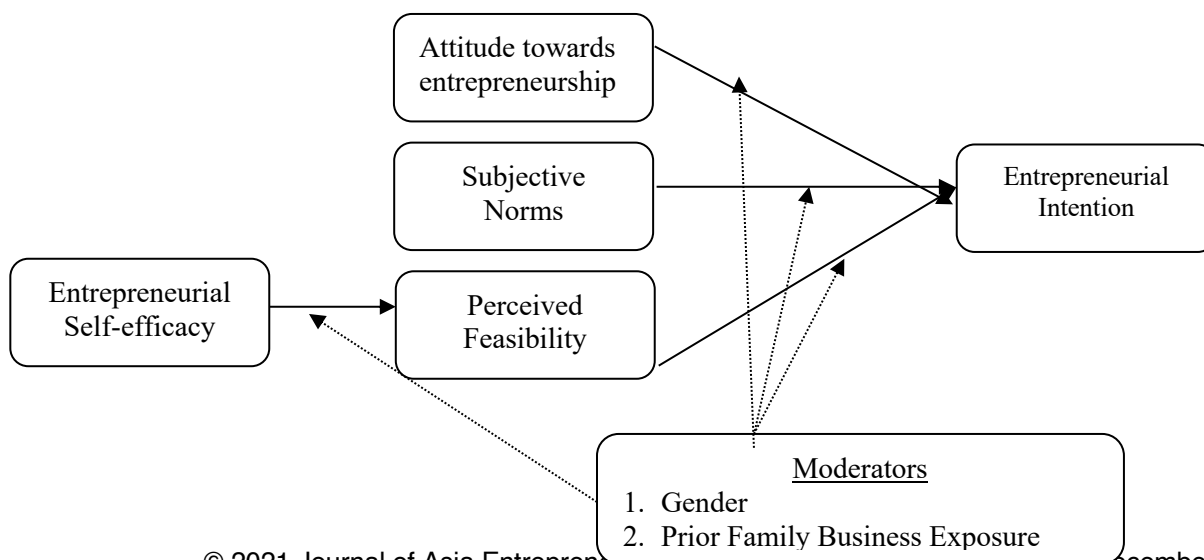 Attitude towards
entrepreneurship
Subjective
Norms
Entrepreneurial
Intention
Entrepreneurial
Self-efficacy
Perceived
Feasibility
Moderators
1. Gender
2. Prior Family Business Exposure
© 2021 Journal of Asia